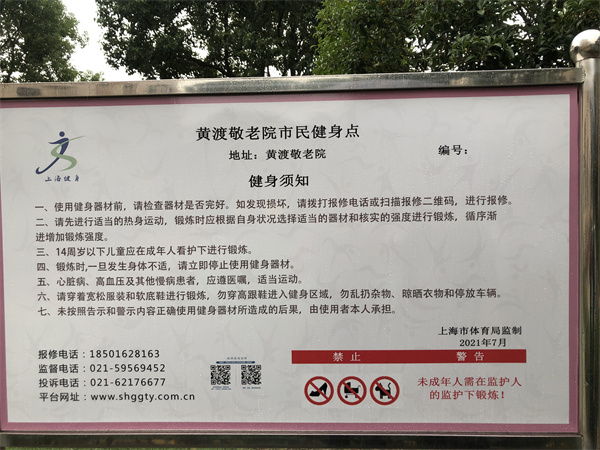 黄渡敬老院市民健身点
地址：黄渡敬老院
编号：
上海健身
健身须知
一、使用健身器材前，请检查器材是否完好。如发现损坏，请拨打报修电话或扫描报修二维码，进行报修。
二、请先进行适当的热身运动，锻炼时应根据自身状况选择适当的器材和核实的强度进行锻炼，循序渐
进增加锻炼强度。
三、14周岁以下儿童应在成年人看护下进行锻炼。
四、锻炼时,一旦发生身体不适，请立即停止使用健身器材。
五、心脏病、高血压及其他慢病患者，应遵医嘱，适当运动。
六、请穿着宽松服装和软底鞋进行锻炼，勿穿高跟鞋进入健身区域，勿乱扔杂物、晾晒衣物和停放车辆。
七、未按照告示和警示内容正确使用健身器材所造成的后果，由使用者本人承担。
上海市体育局监制
2021年7月
报修电话：18501628163
监督电话：021-59569452
投诉电话：021-62176677
平台网址：www.shggty.com.cn
禁止
警告
未成年人需在监护人
的监护下锻炼！